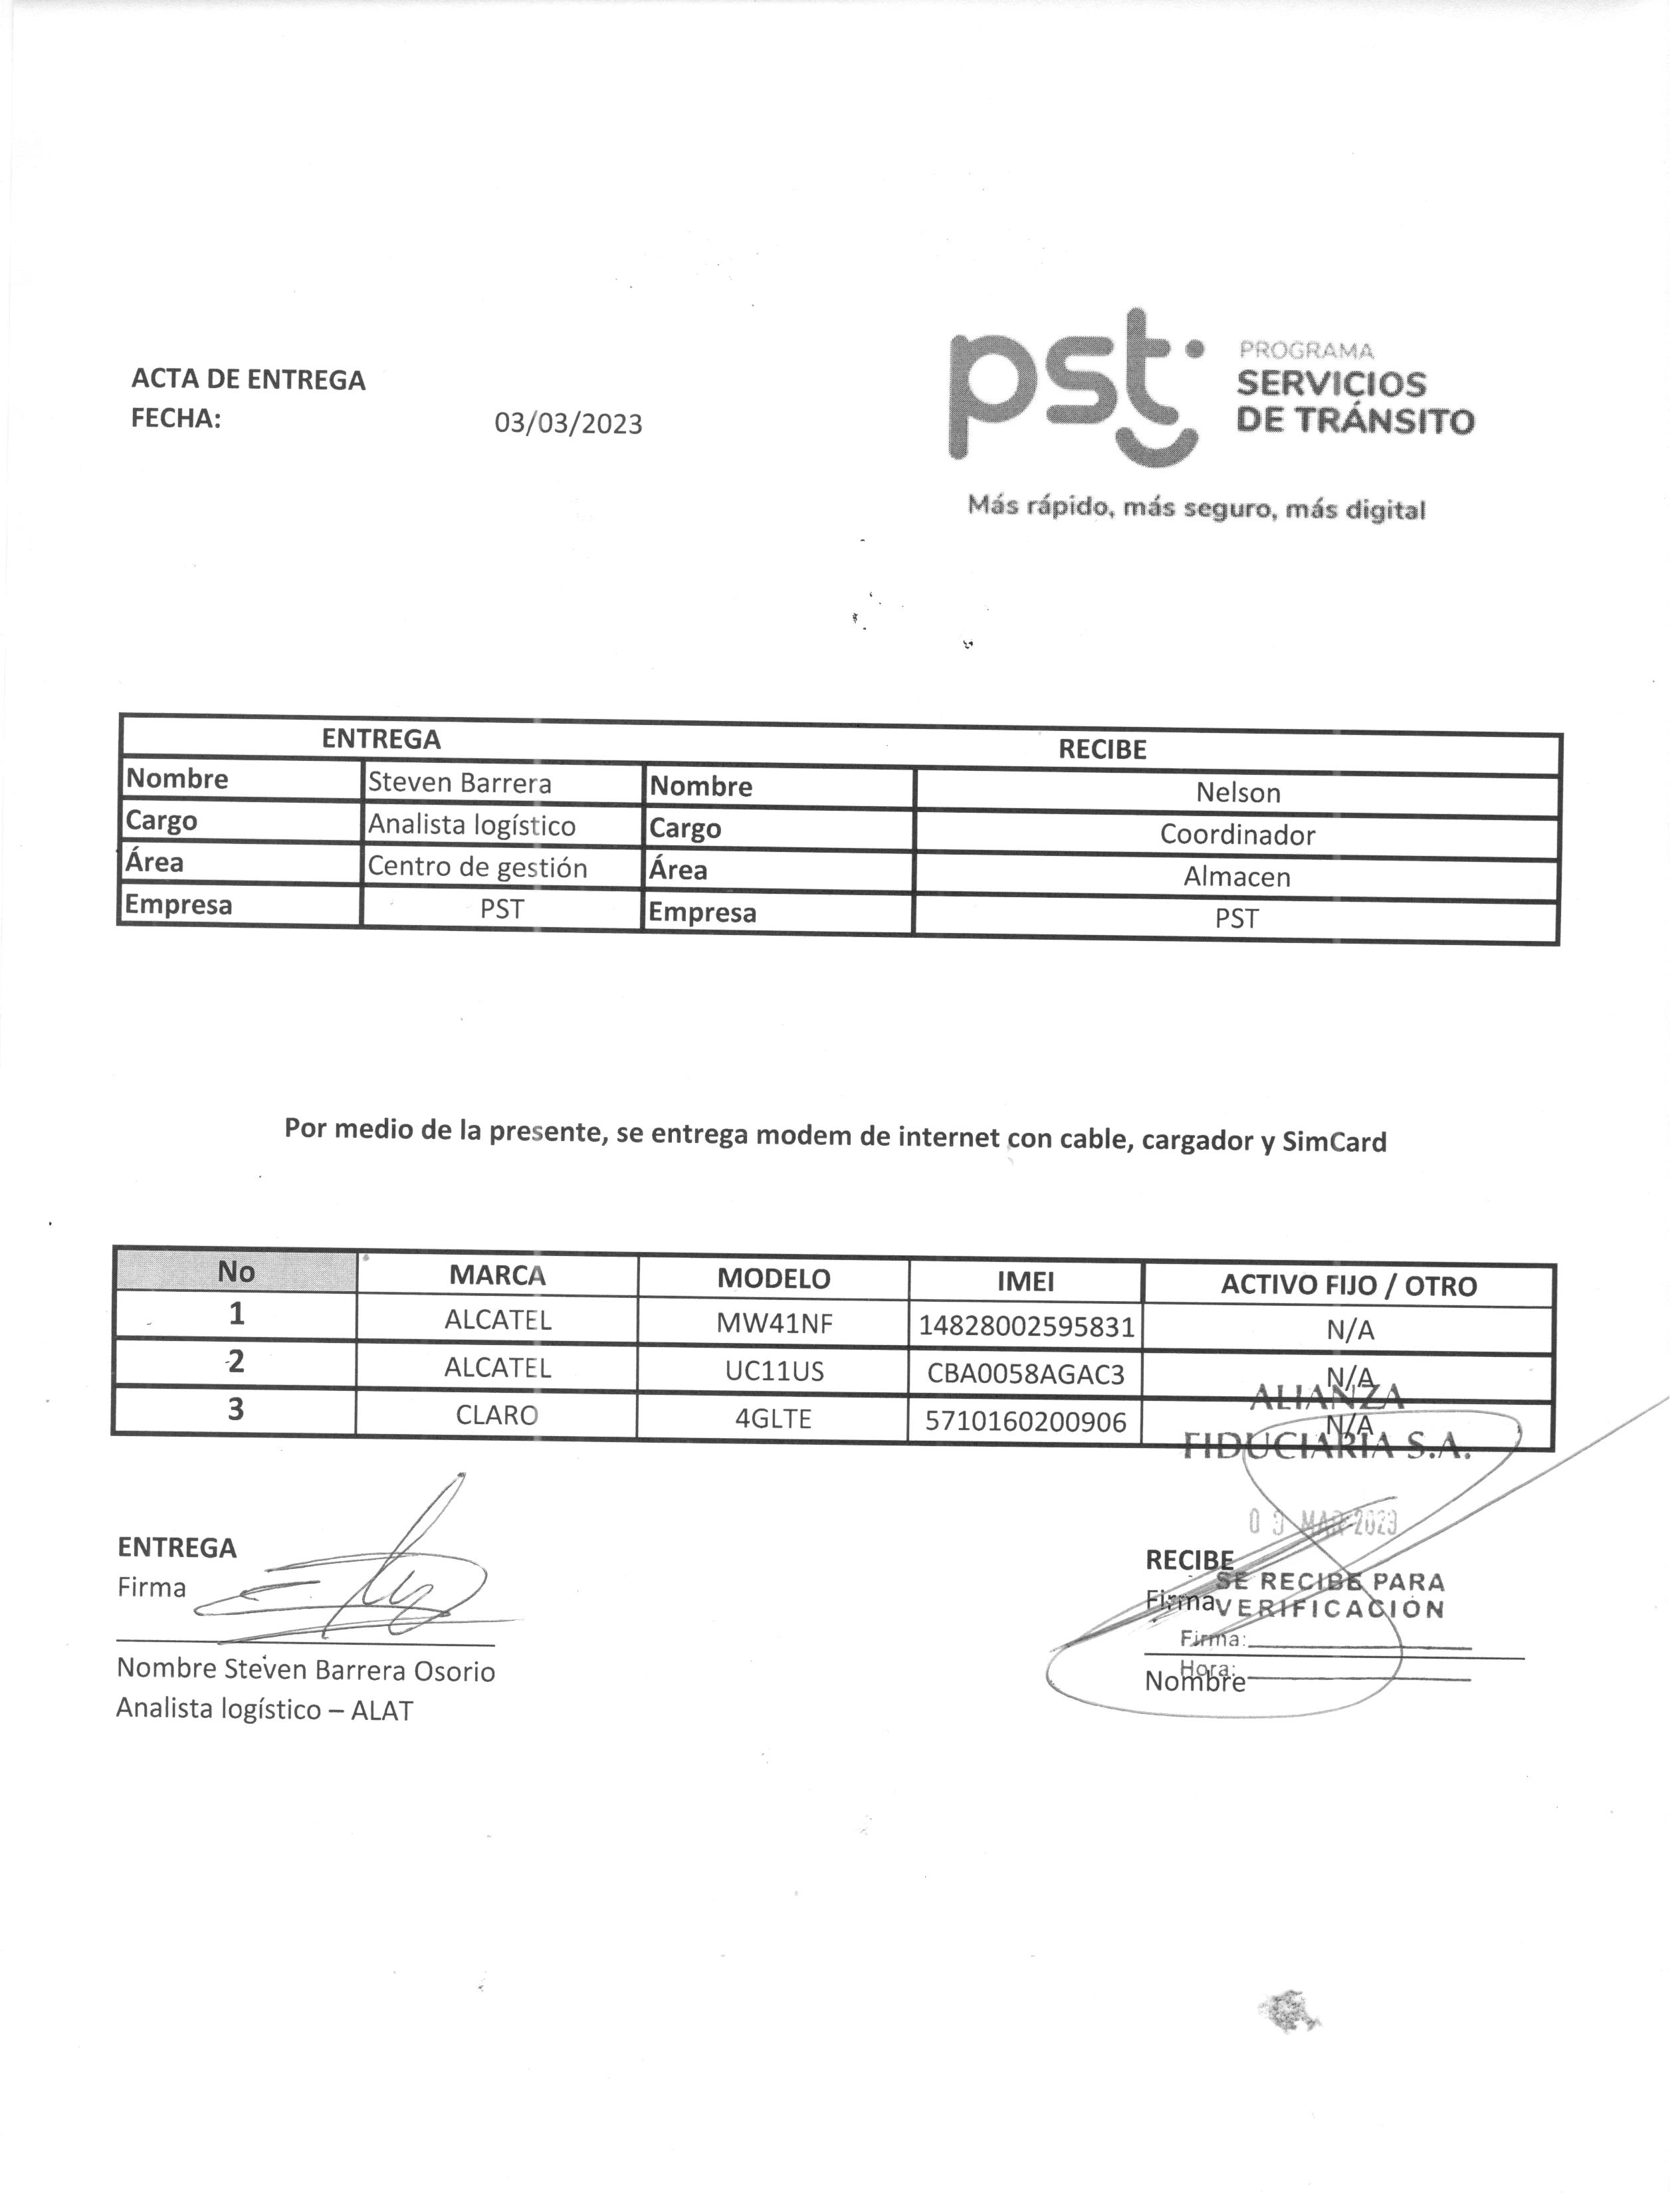 ACTA DE ENTREGA
FECHA: 03/03/2023
pst
PROGRAMA
SERVICIOS
DE TRÁNSITO
Más rápido, más seguro, más digital
ENTREGA RECIBE
Nombre Steven Barrera Nombre Nelson
Cargo Analista logístico Cargo Coordinador
Área Centro de gestión Área Almacen
Empresa PST Empresa PST
Por medio de la presente, se entrega modem de internet con cable, cargador y SimCard
No MARCA MODELO IMEI ACTIVO FIJO / OTRO
1 ALCATEL MW41NF 14828002595831 N/A
2 ALCATEL UC11US CBA0058AGAC3 N/A
3 CLARO 4GLTE 5710160200906 N/A
ALIANZA
FIDUCIARIA S.A.
03 MAR 2023
SE RECIBE PARA
VERIFICACIÓN
Firma:
Hora:
ENTREGA
Firma
Nombre Steven Barrera Osorio
Analista logístico – ALAT
RECIBE
Firma
Nombre